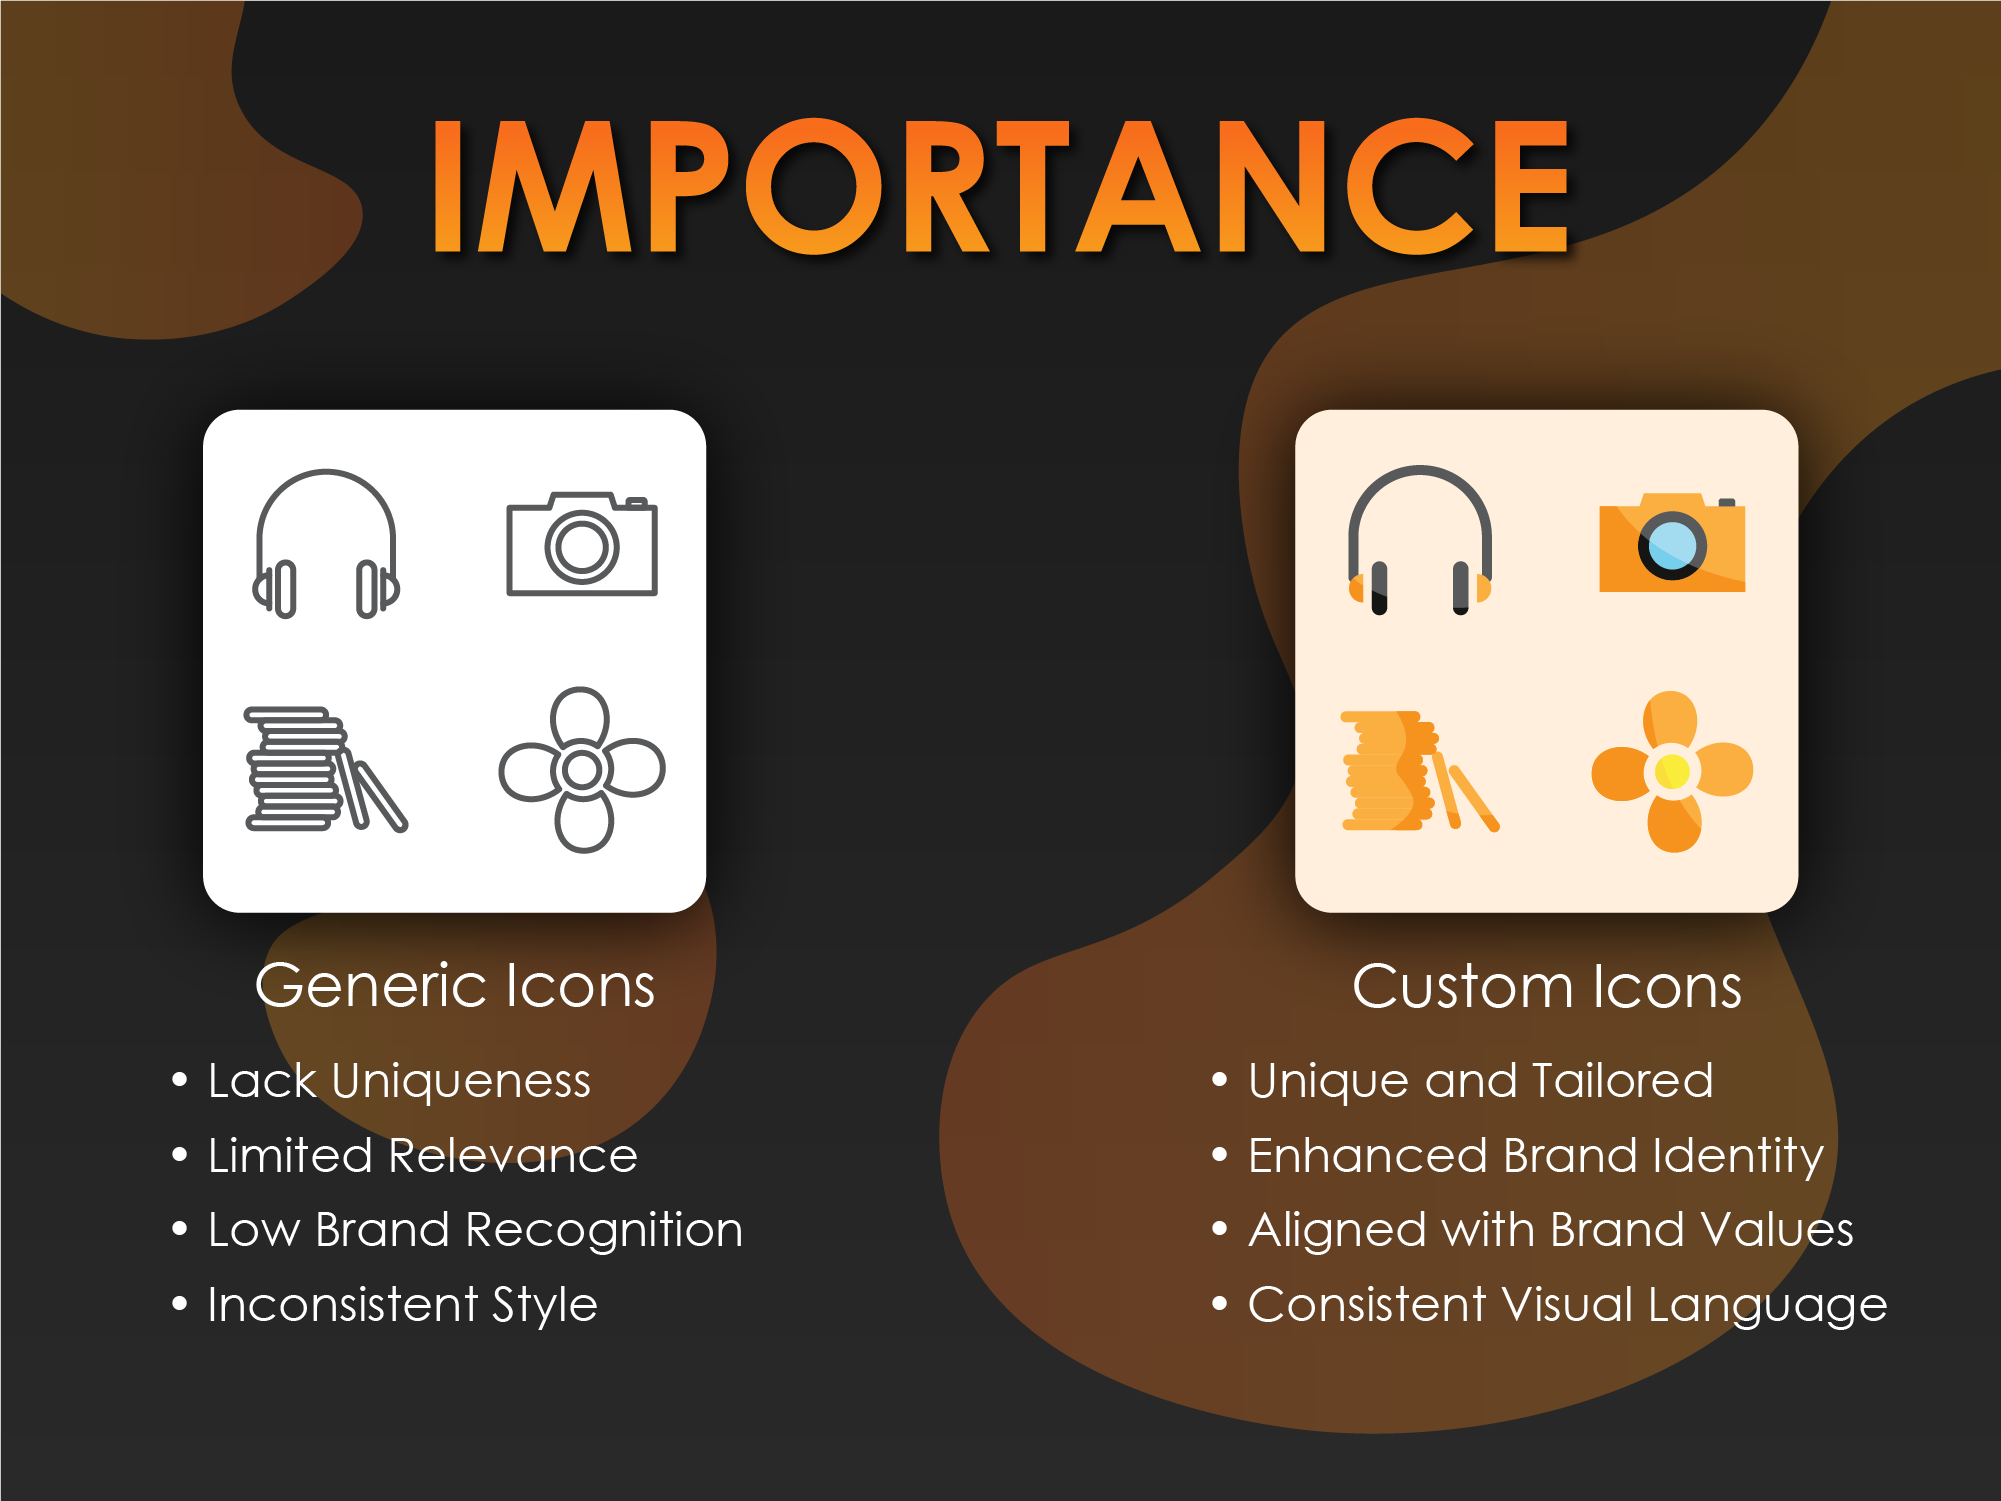 IMPORTANCE
Generic Icons
• Lack Uniqueness
• Limited Relevance
• Low Brand Recognition
• Inconsistent Style
Custom Icons
• Unique and Tailored
• Enhanced Brand Identity
• Aligned with Brand Values
• Consistent Visual Language